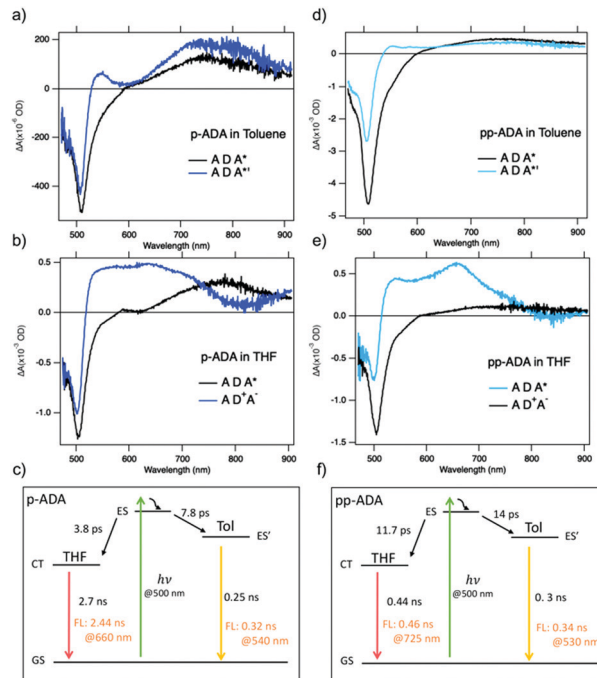 a)
200
0
-200
-400
ΔA(x10⁻⁶ OD)
p-ADA in Toluene
A D A*
A D A*'
500 600 700 800 900
Wavelength (nm)
d)
0
-1
-2
-3
-4
-5
ΔA(x10⁻³ OD)
pp-ADA in Toluene
A D A*
A D A*'
500 600 700 800 900
Wavelength (nm)
b)
0.5
0.0
-0.5
-1.0
ΔA(x10⁻³ OD)
p-ADA in THF
A D A*
A D⁺A⁻
500 600 700 800 900
Wavelength (nm)
e)
0.5
0.0
-0.5
-1.0
-1.5
ΔA(x10⁻³ OD)
pp-ADA in THF
A D A*
A D⁺A⁻
500 600 700 800 900
Wavelength (nm)
c)
p-ADA
ES
7.8 ps
3.8 ps
Tol
ES'
THF
CT
hν
@500 nm
2.7 ns
0.25 ns
FL: 2.44 ns
@660 nm
FL: 0.32 ns
@540 nm
GS
f)
pp-ADA
ES
14 ps
11.7 ps
Tol
ES'
THF
CT
hν
@500 nm
0.44 ns
0.3 ns
FL: 0.46 ns
@725 nm
FL: 0.34 ns
@530 nm
GS